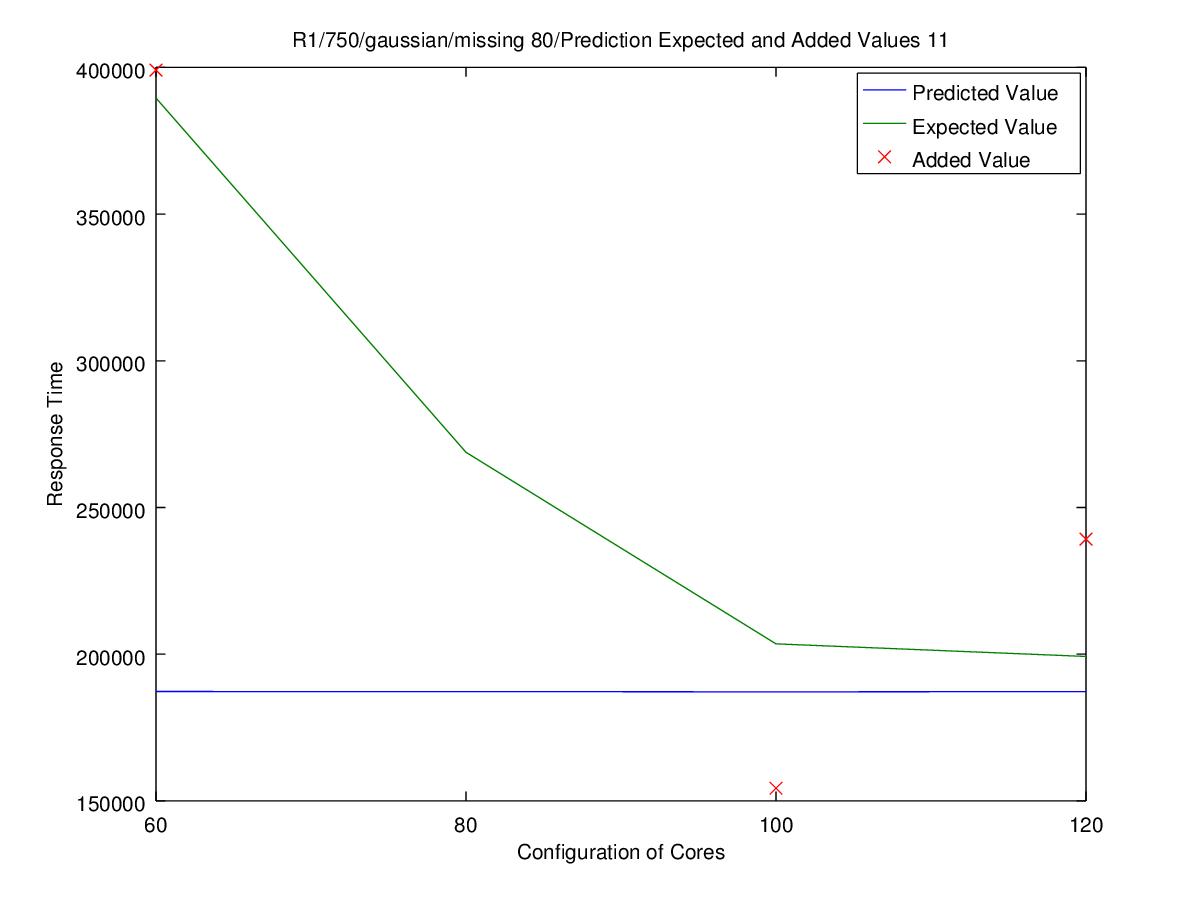 R1/750/gaussian/missing 80/Prediction Expected and Added Values 11
400000
350000
300000
250000
200000
150000
Response Time
Predicted Value
Expected Value
Added Value
60
80
100
120
Configuration of Cores